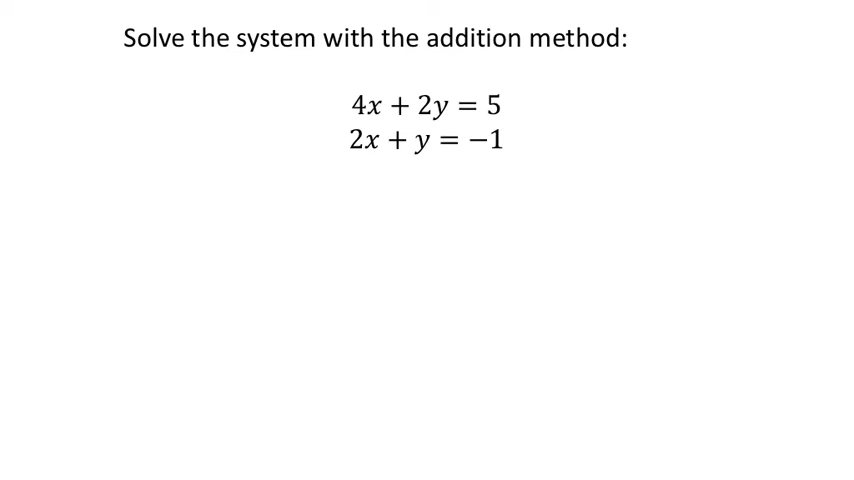 Solve the system with the addition method:
4x + 2y = 5
2x + y = −1